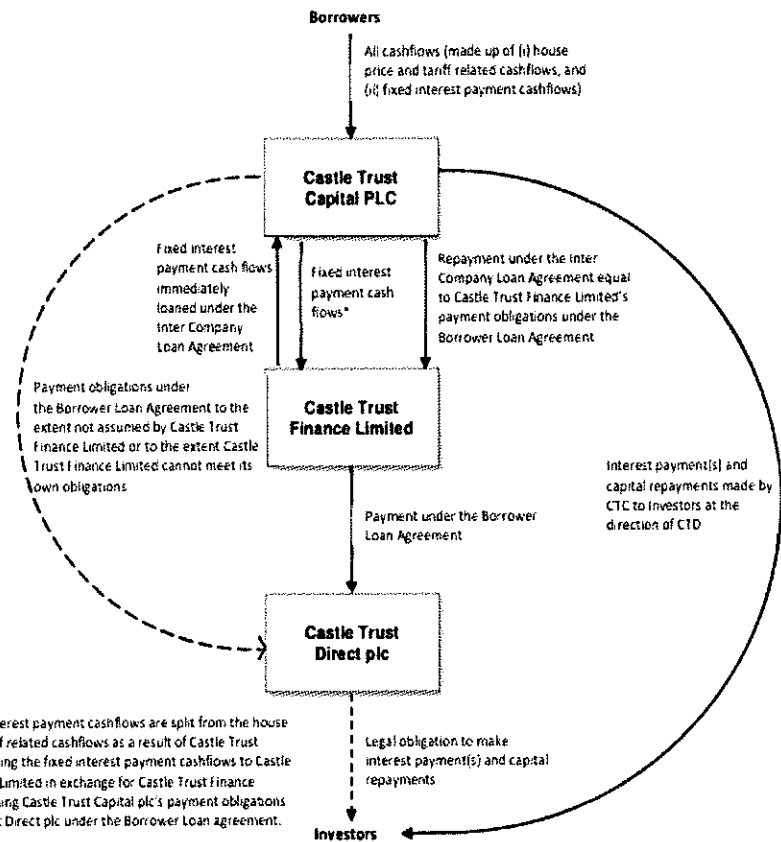 Borrowers
All cashflows (made up of (i) house
price and tariff related cashflows, and
(ii) fixed interest payment cashflows)
Castle Trust
Capital PLC
Fixed interest
payment cash flows
immediately
loaned under the
Inter Company
Loan Agreement
Fixed interest
payment cash
flows*
Repayment under the Inter
Company Loan Agreement equal
to Castle Trust Finance Limited's
payment obligations under the
Borrower Loan Agreement
Payment obligations under
the Borrower Loan Agreement to the
extent not assumed by Castle Trust
Finance Limited or to the extent Castle
Trust Finance Limited cannot meet its
own obligations
Castle Trust
Finance Limited
Interest payment(s) and
capital repayments made by
CTC to Investors at the
direction of CTD
Payment under the Borrower
Loan Agreement
Castle Trust
Direct plc
erest payment cashflows are split from the house
f related cashflows as a result of Castle Trust
ing the fixed interest payment cashflows to Castle
Limited in exchange for Castle Trust Finance
ing Castle Trust Capital plc's payment obligations
t Direct plc under the Borrower Loan agreement.
Legal obligation to make
interest payment(s) and capital
repayments
Investors